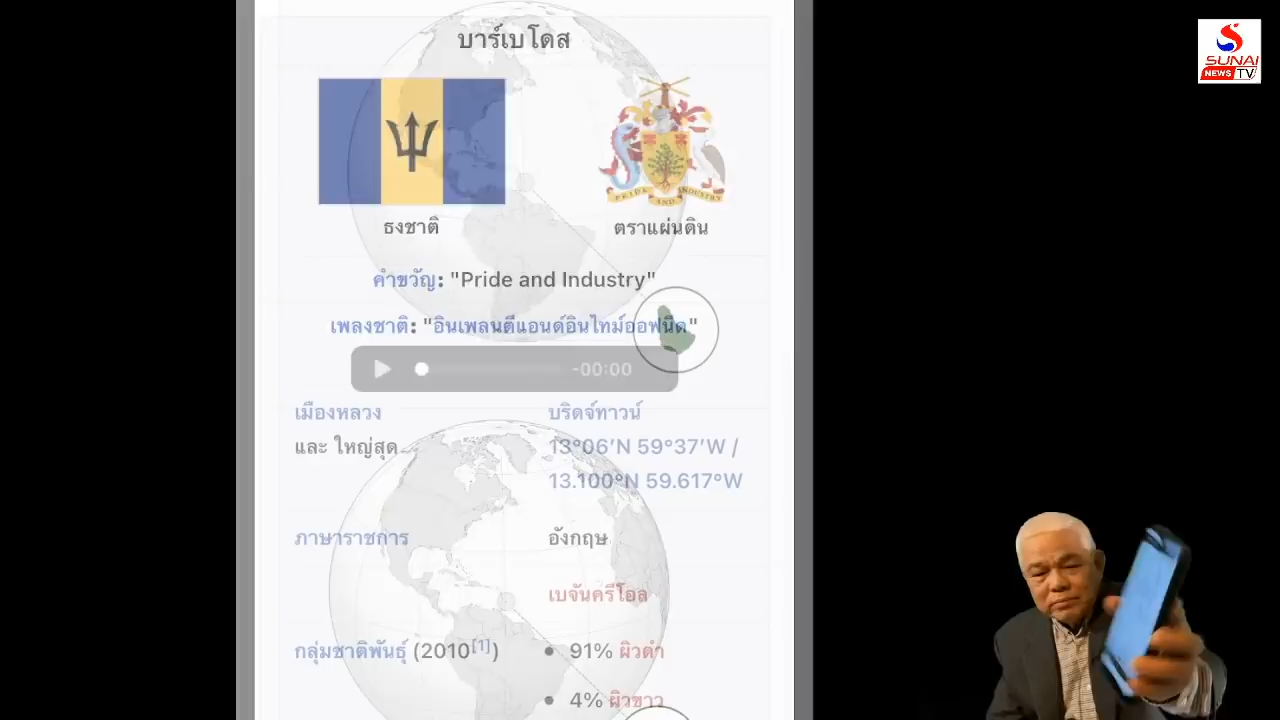 บาร์เบโดส
SUNAI
NEWS TV
PRIDE AND INDUSTRY
ธงชาติ
ตราแผ่นดิน
คำขวัญ: "Pride and Industry"
เพลงชาติ: "อินเพลนตีแอนด์อินไทม์ออฟนีด"
-00:00
เมืองหลวง
และ ใหญ่สุด
บริดจ์ทาวน์
13°06′N 59°37′W /
13.100°N 59.617°W
ภาษาราชการ
อังกฤษ
เบจันครีโอล
กลุ่มชาติพันธุ์ (2010[1])
• 91% ผิวดำ
• 4% ผิวขาว